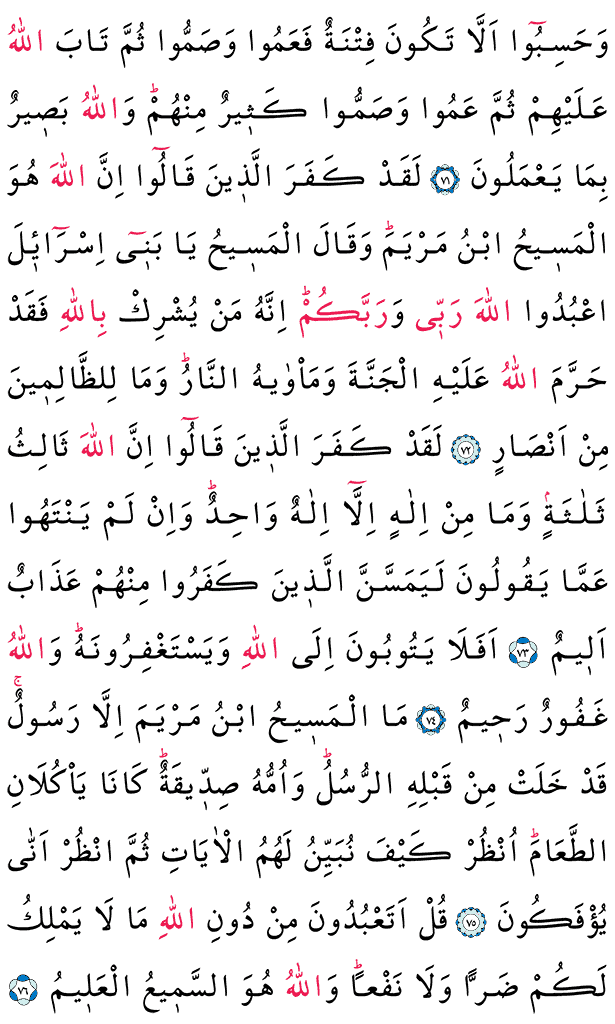 وَحَسِبُٓوا اَلَّا تَكُونَ فِتْنَةٌ فَعَمُوا وَصَمُّوا ثُمَّ تَابَ اللّٰهُ
عَلَيْهِمْ ثُمَّ عَمُوا وَصَمُّوا كَثٖيرٌ مِنْهُمْؕ وَاللّٰهُ بَصٖيرٌ
بِمَا يَعْمَلُونَ ﴿٧١﴾ لَقَدْ كَفَرَ الَّذٖينَ قَالُٓوا اِنَّ اللّٰهَ هُوَ
الْمَسٖيحُ ابْنُ مَرْيَمَؕ وَقَالَ الْمَسٖيحُ يَا بَنٖٓى اِسْرَٓائٖلَ
اعْبُدُوا اللّٰهَ رَبّٖى وَرَبَّكُمْؕ اِنَّهُ مَنْ يُشْرِكْ بِاللّٰهِ فَقَدْ
حَرَّمَ اللّٰهُ عَلَيْهِ الْجَنَّةَ وَمَاْوٰيهُ النَّارُؕ وَمَا لِلظَّالِمٖينَ
مِنْ اَنْصَارٍ ﴿٧٢﴾ لَقَدْ كَفَرَ الَّذٖينَ قَالُٓوا اِنَّ اللّٰهَ ثَالِثُ
ثَلٰثَةٍۘ وَمَا مِنْ اِلٰهٍ اِلَّٓا اِلٰهٌ وَاحِدٌؕ وَاِنْ لَمْ يَنْتَهُوا
عَمَّا يَقُولُونَ لَيَمَسَّنَّ الَّذٖينَ كَفَرُوا مِنْهُمْ عَذَابٌ
اَلٖيمٌ ﴿٧٣﴾ اَفَلَا يَتُوبُونَ اِلَى اللّٰهِ وَيَسْتَغْفِرُونَهُؕ وَاللّٰهُ
غَفُورٌ رَحٖيمٌ ﴿٧٤﴾ مَا الْمَسٖيحُ ابْنُ مَرْيَمَ اِلَّا رَسُولٌۚ
قَدْ خَلَتْ مِنْ قَبْلِهِ الرُّسُلُؕ وَاُمُّهُ صِدّٖيقَةٌؕ كَانَا يَاْكُلَانِ
الطَّعَامَؕ اُنْظُرْ كَيْفَ نُبَيِّنُ لَهُمُ الْاٰيَاتِ ثُمَّ انْظُرْ اَنّٰى
يُؤْفَكُونَ ﴿٧٥﴾ قُلْ اَتَعْبُدُونَ مِنْ دُونِ اللّٰهِ مَا لَا يَمْلِكُ
لَكُمْ ضَرًّا وَلَا نَفْعاًؕ وَاللّٰهُ هُوَ السَّمٖيعُ الْعَلٖيمُ ﴿٧٦﴾